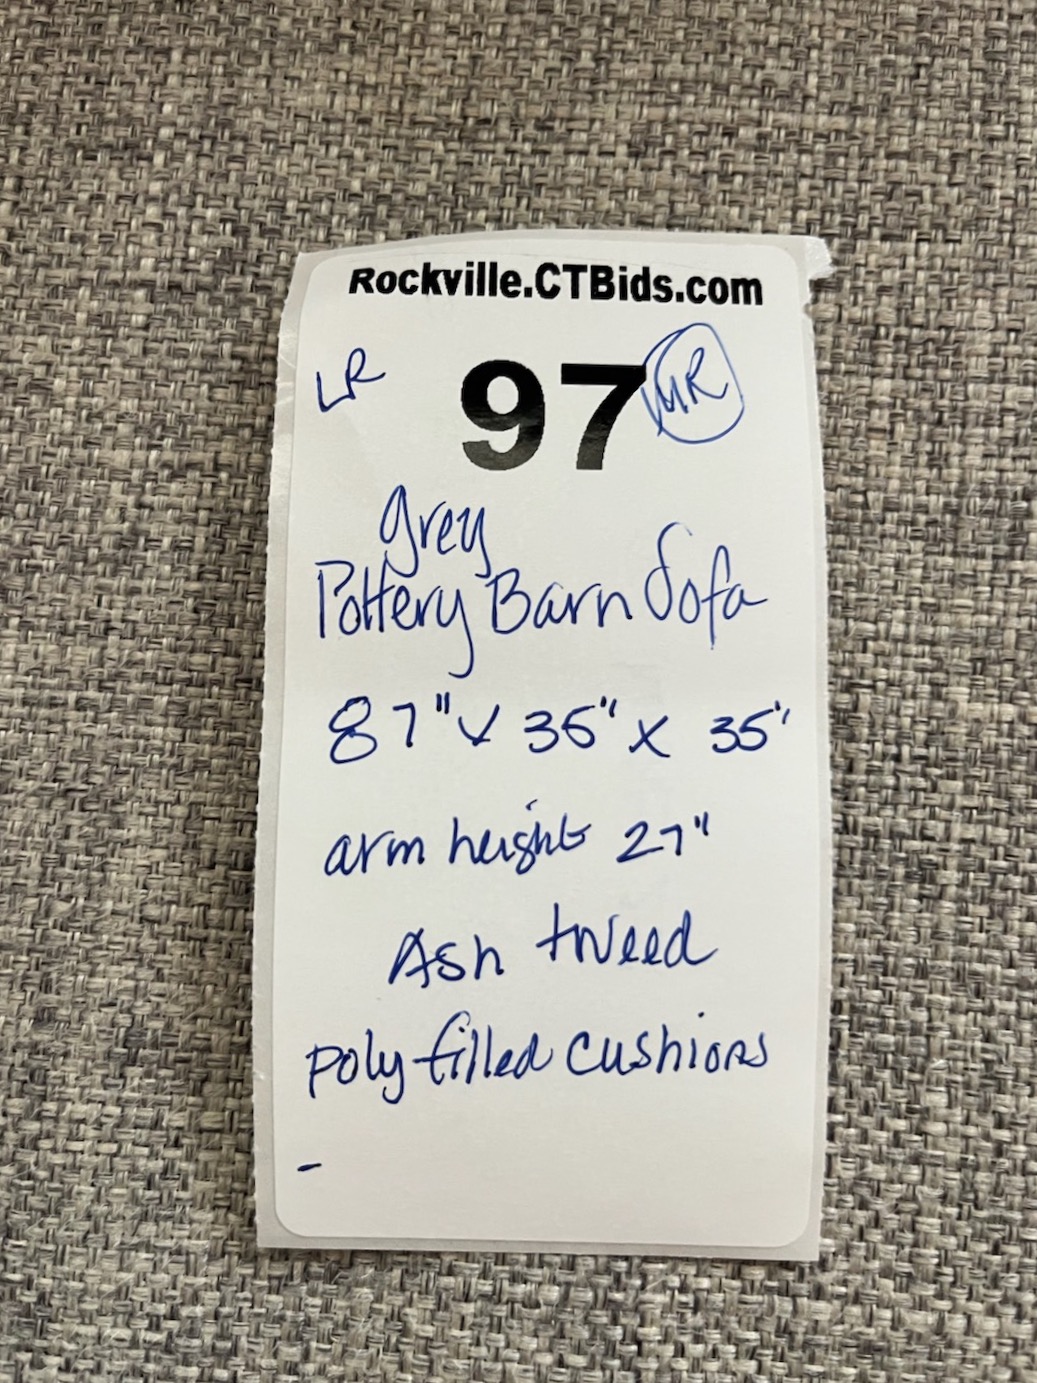 Rockville.CTBids.com
LR 97 MR
grey
Pottery Barn Sofa
87" x 36" x 35"
arm height 27"
Ash tweed
poly filled cushions
-